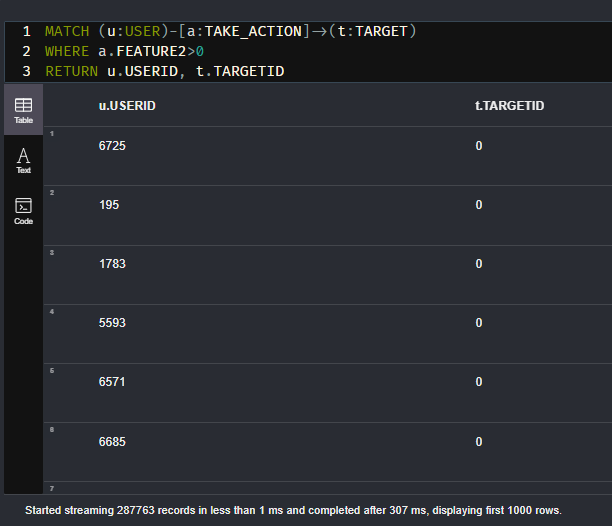 1 MATCH (u:USER)-[a:TAKE_ACTION]→(t:TARGET)
2 WHERE a.FEATURE2>0
3 RETURN u.USERID, t.TARGETID
Table
Text
Code
u.USERID t.TARGETID
1 6725 0
2 195 0
3 1783 0
4 5593 0
5 6571 0
6 6685 0
7
Started streaming 287763 records in less than 1 ms and completed after 307 ms, displaying first 1000 rows.